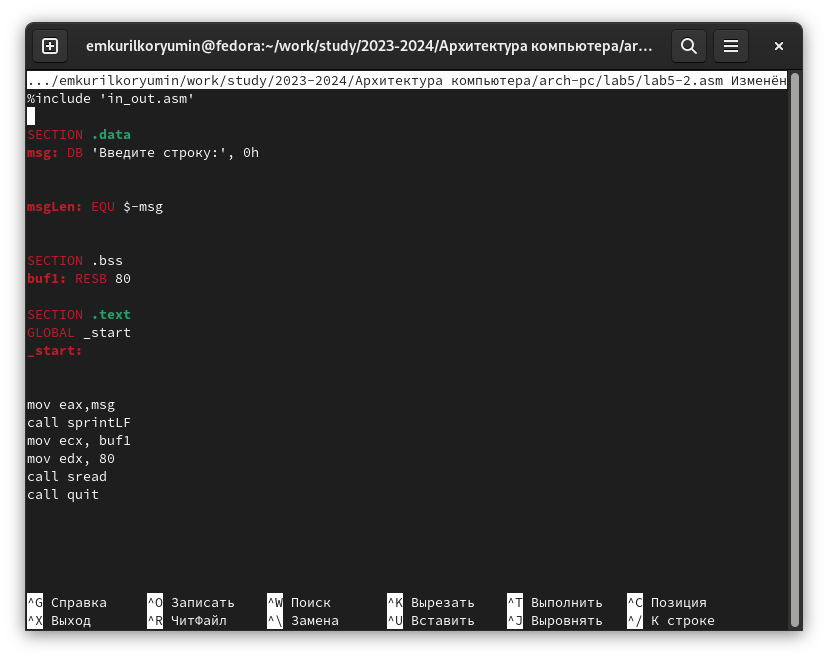 emkurilkoryumin@fedora:~/work/study/2023-2024/Архитектура компьютера/ar...
.../emkurilkoryumin/work/study/2023-2024/Архитектура компьютера/arch-pc/lab5/lab5-2.asm Изменён
%include 'in_out.asm'
SECTION .data
msg: DB 'Введите строку:', 0h
msgLen: EQU $-msg
SECTION .bss
buf1: RESB 80
SECTION .text
GLOBAL _start
_start:
mov eax,msg
call sprintLF
mov ecx, buf1
mov edx, 80
call sread
call quit
^G Справка ^O Записать ^W Поиск ^K Вырезать ^T Выполнить ^C Позиция
^X Выход ^R ЧитФайл ^\ Замена ^U Вставить ^J Выровнять ^/ К строке